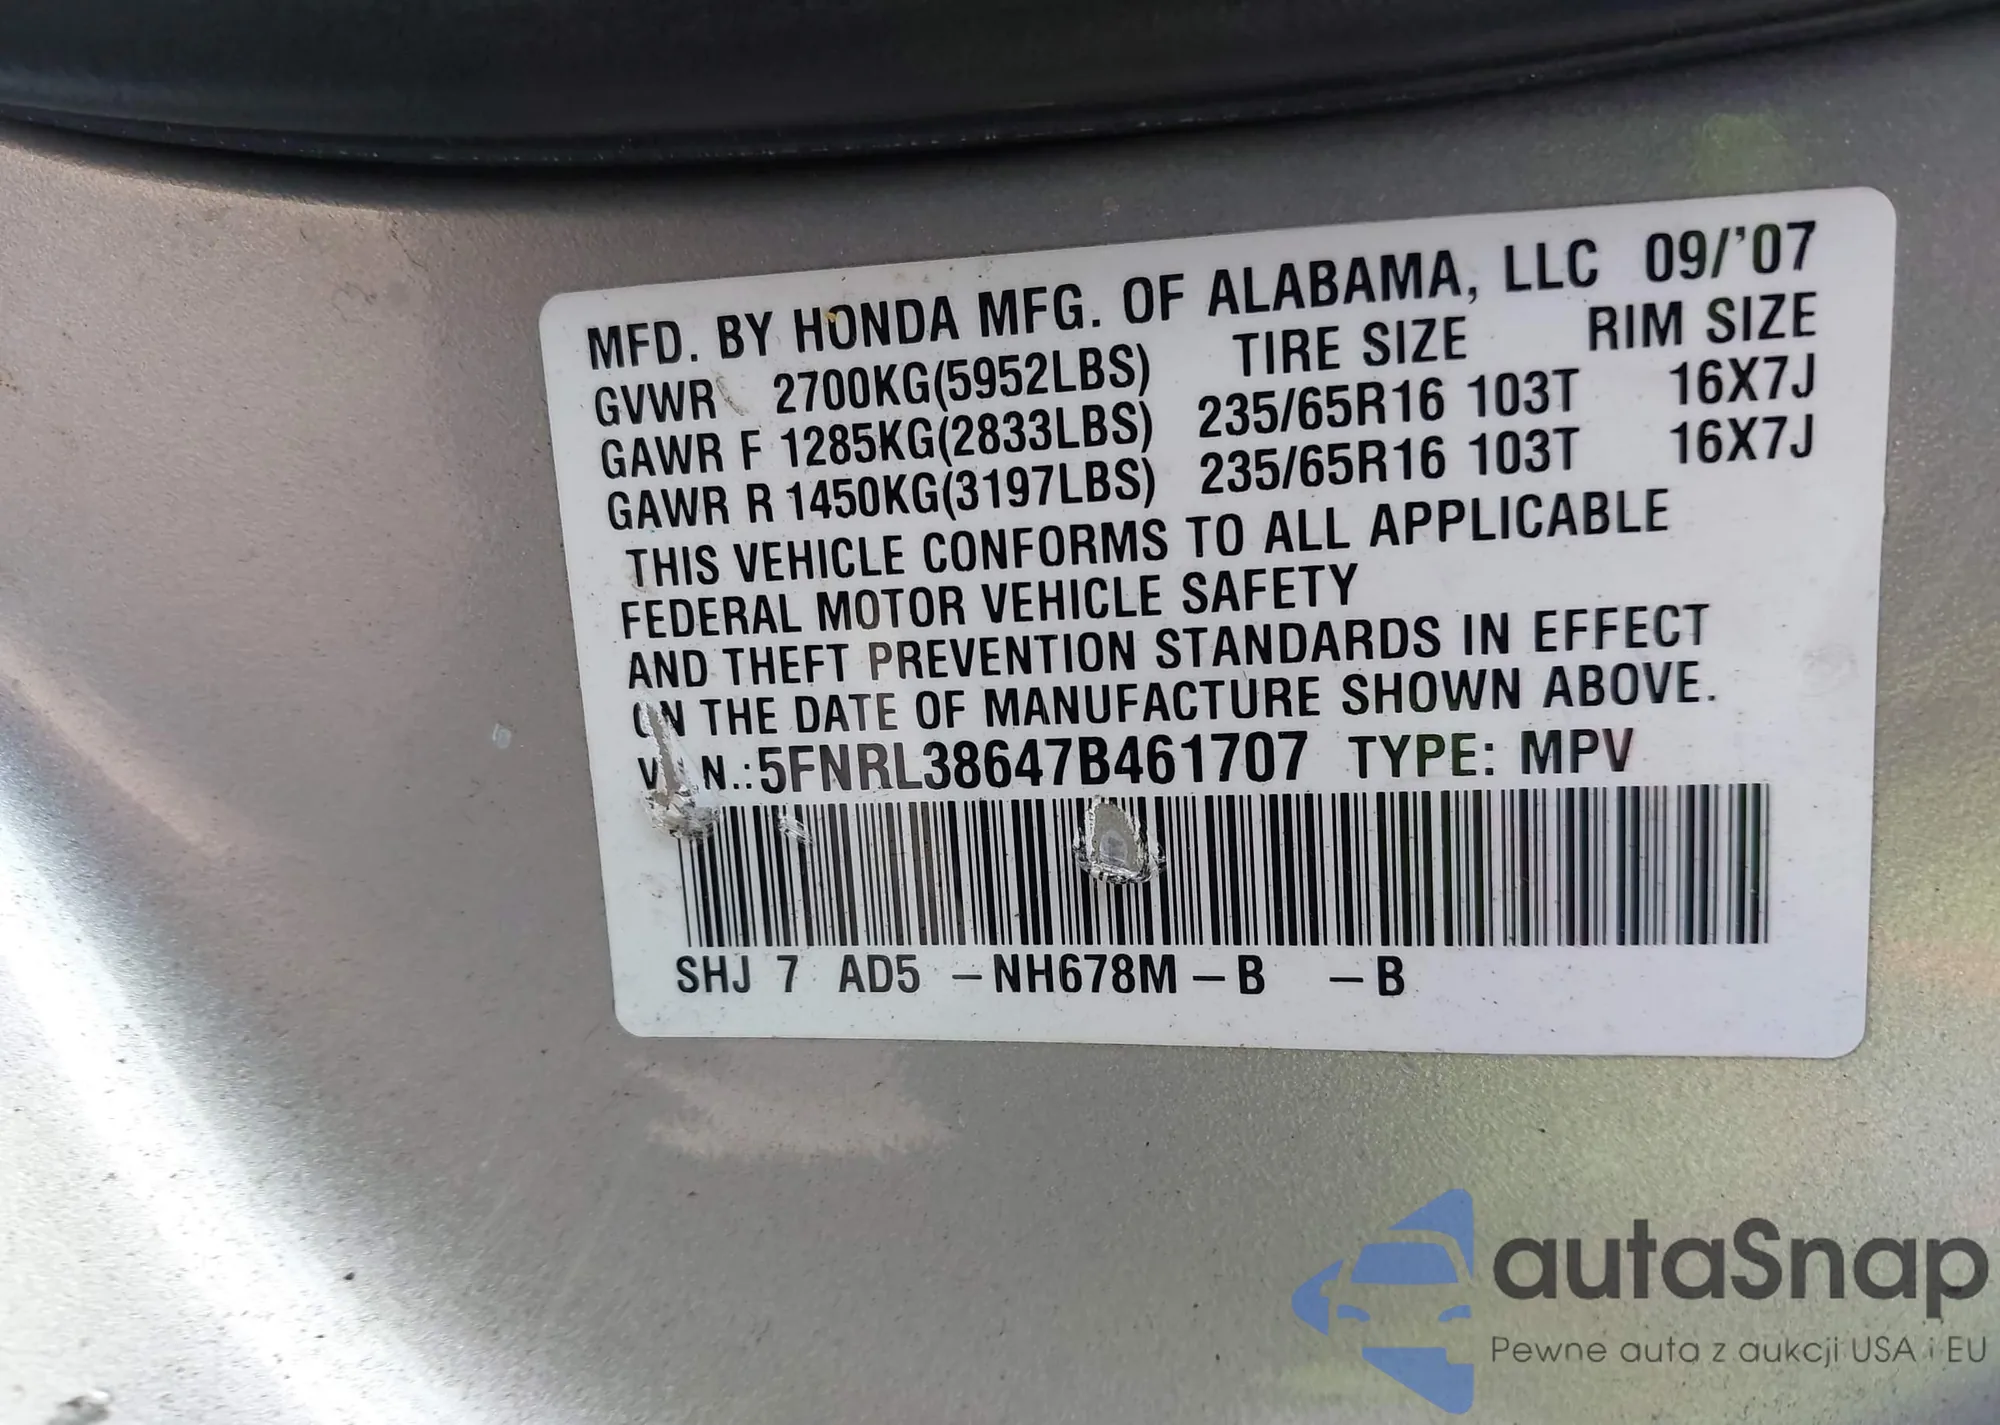 MFD. BY HONDA MFG. OF ALABAMA, LLC 09/'07
GVWR 2700KG(5952LBS) TIRE SIZE RIM SIZE
GAWR F 1285KG(2833LBS) 235/65R16 103T 16X7J
GAWR R 1450KG(3197LBS) 235/65R16 103T 16X7J
THIS VEHICLE CONFORMS TO ALL APPLICABLE
FEDERAL MOTOR VEHICLE SAFETY
AND THEFT PREVENTION STANDARDS IN EFFECT
ON THE DATE OF MANUFACTURE SHOWN ABOVE.
V.I.N.: 5FNRL38647B461707 TYPE: MPV
SHJ 7 AD5 -NH678M-B -B
autaSnap
Pewne auta z aukcji USA i EU